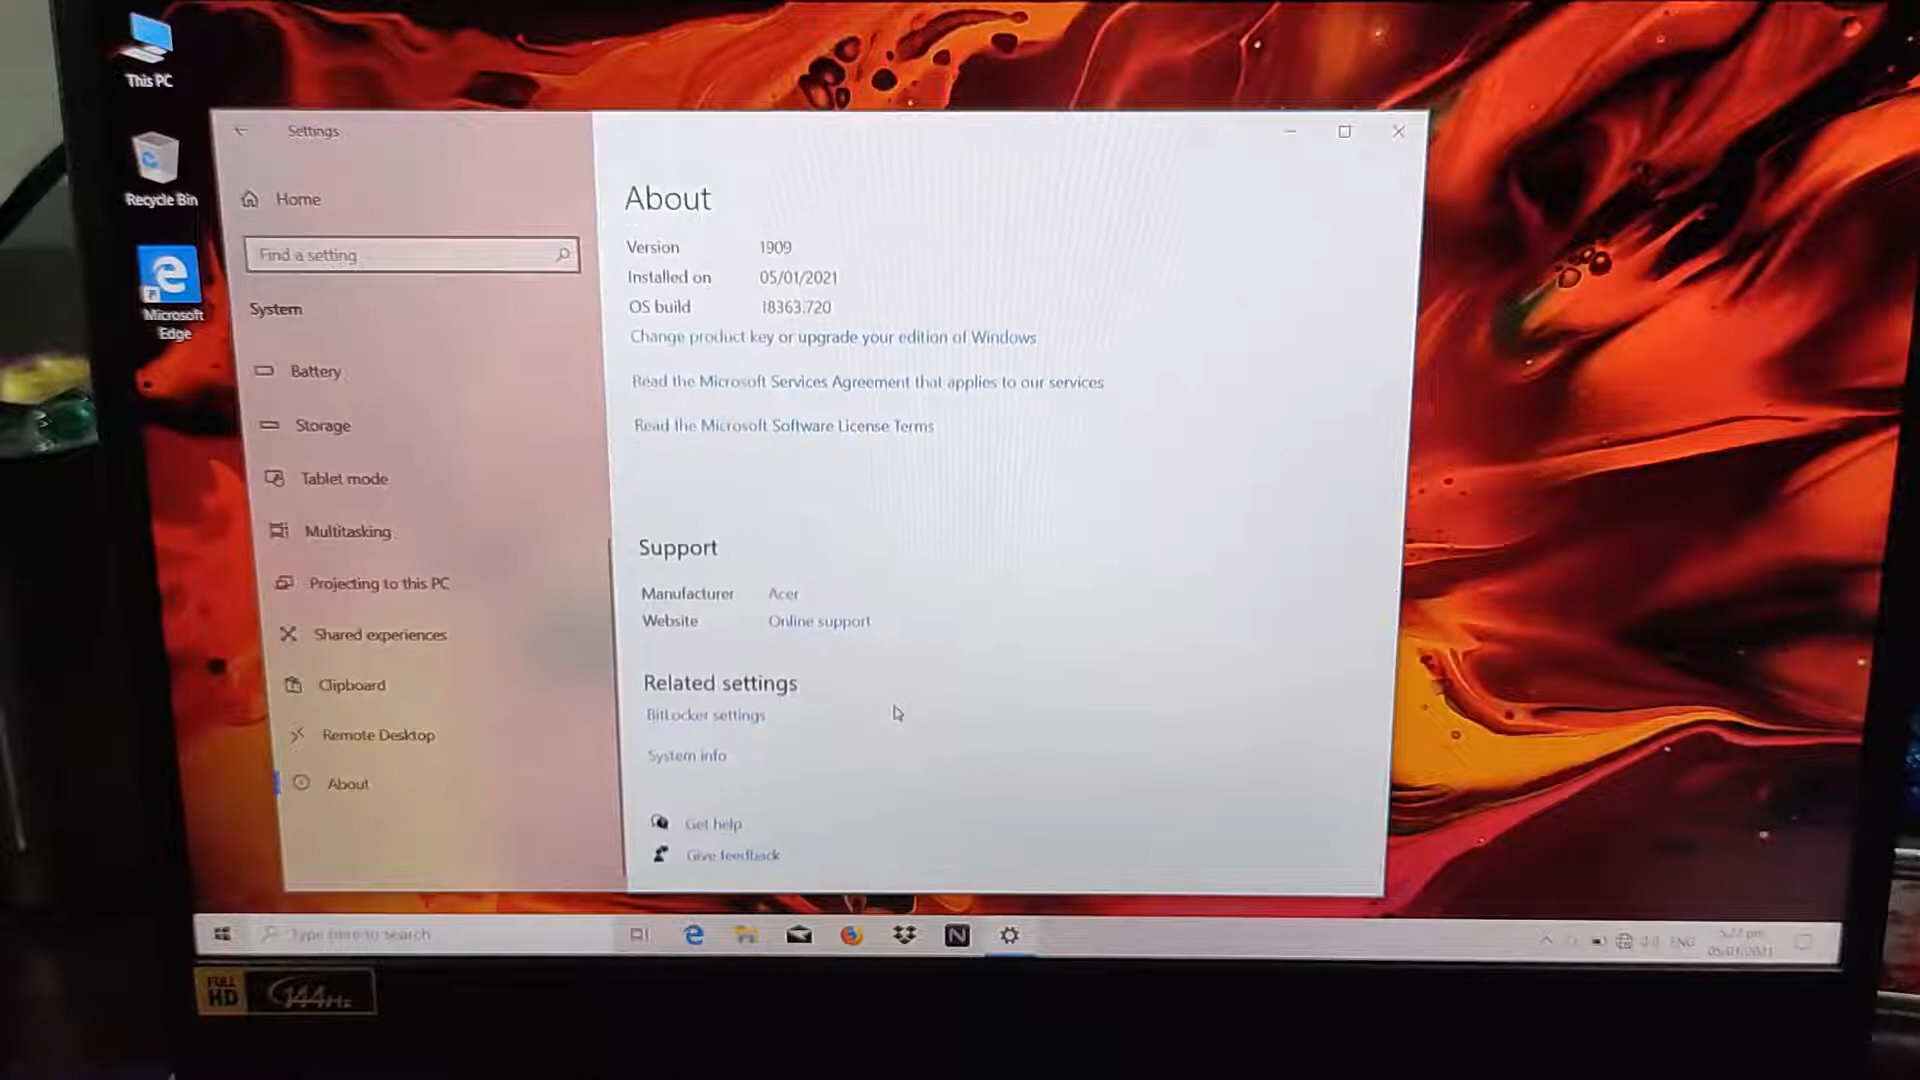 This PC
Recycle Bin
Microsoft
Edge
Settings
Home
Find a setting
System
Battery
Storage
Tablet mode
Multitasking
Projecting to this PC
Shared experiences
Clipboard
Remote Desktop
About
About
Version 1909
Installed on 05/01/2021
OS build 18363.720
Change product key or upgrade your edition of Windows
Read the Microsoft Services Agreement that applies to our services
Read the Microsoft Software License Terms
Support
Manufacturer Acer
Website Online support
Related settings
BitLocker settings
System info
Get help
Give feedback
Type here to search
N
ENG
05/01/2021
FULL
HD
144Hz